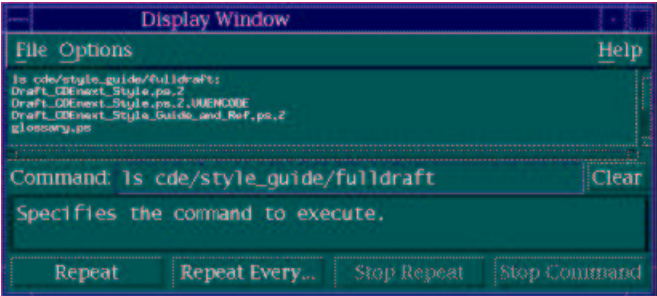 Display Window
File Options Help
ls cde/style_guide/fulldraft:
Draft_CDEnext_Style.ps.Z
Draft_CDEnext_Style.ps.Z.UUENCODE
Draft_CDEnext_Style_Guide_and_Ref.ps.Z
glossary.ps
Command: ls cde/style_guide/fulldraft Clear
Specifies the command to execute.
Repeat Repeat Every... Stop Repeat Stop Command